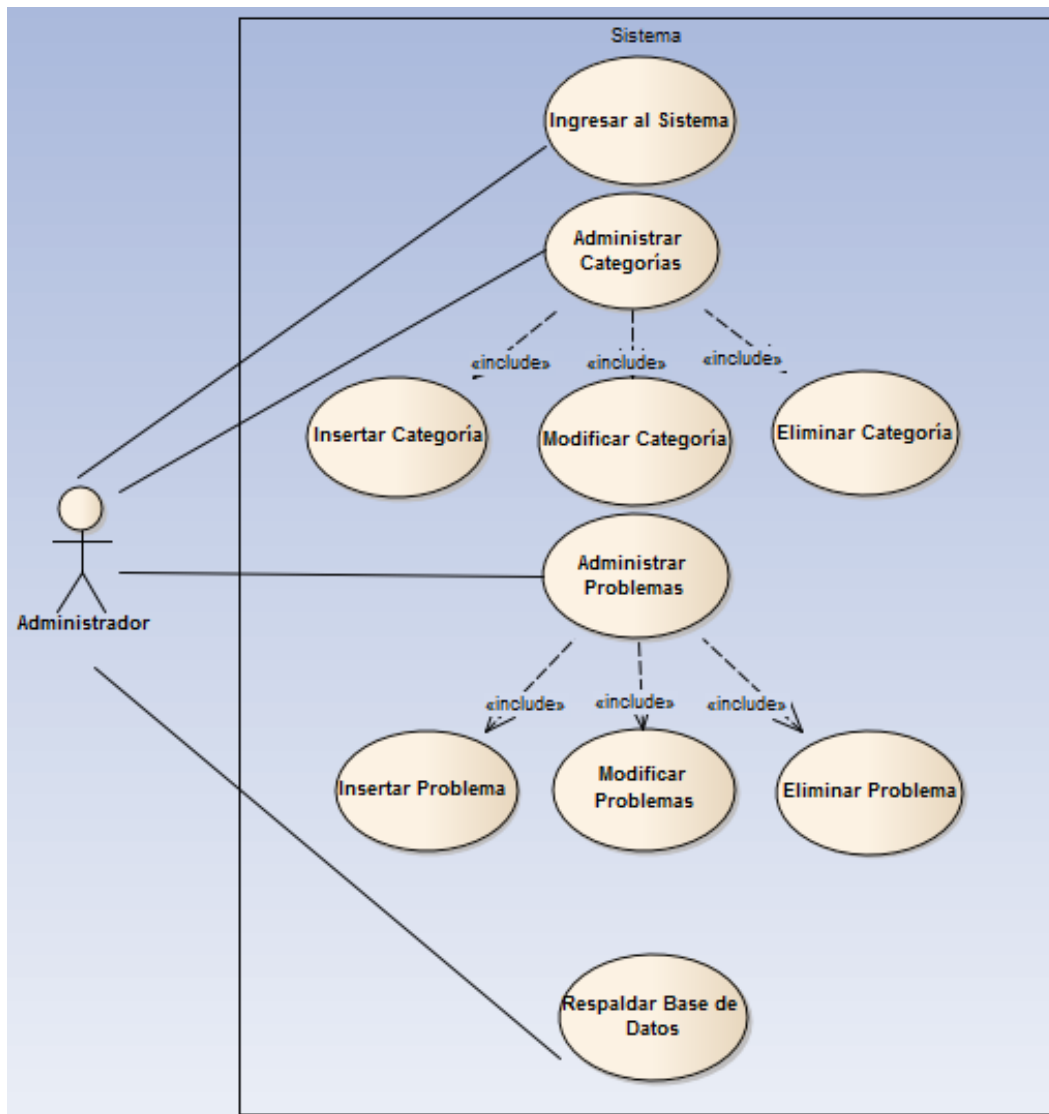 Sistema
Ingresar al Sistema
Administrar
Categorías
«include»
«include»
«include»
Insertar Categoría
Modificar Categoría
Eliminar Categoría
Administrar
Problemas
Administrador
«include»
«include»
«include»
Insertar Problema
Modificar
Problemas
Eliminar Problema
Respaldar Base de
Datos